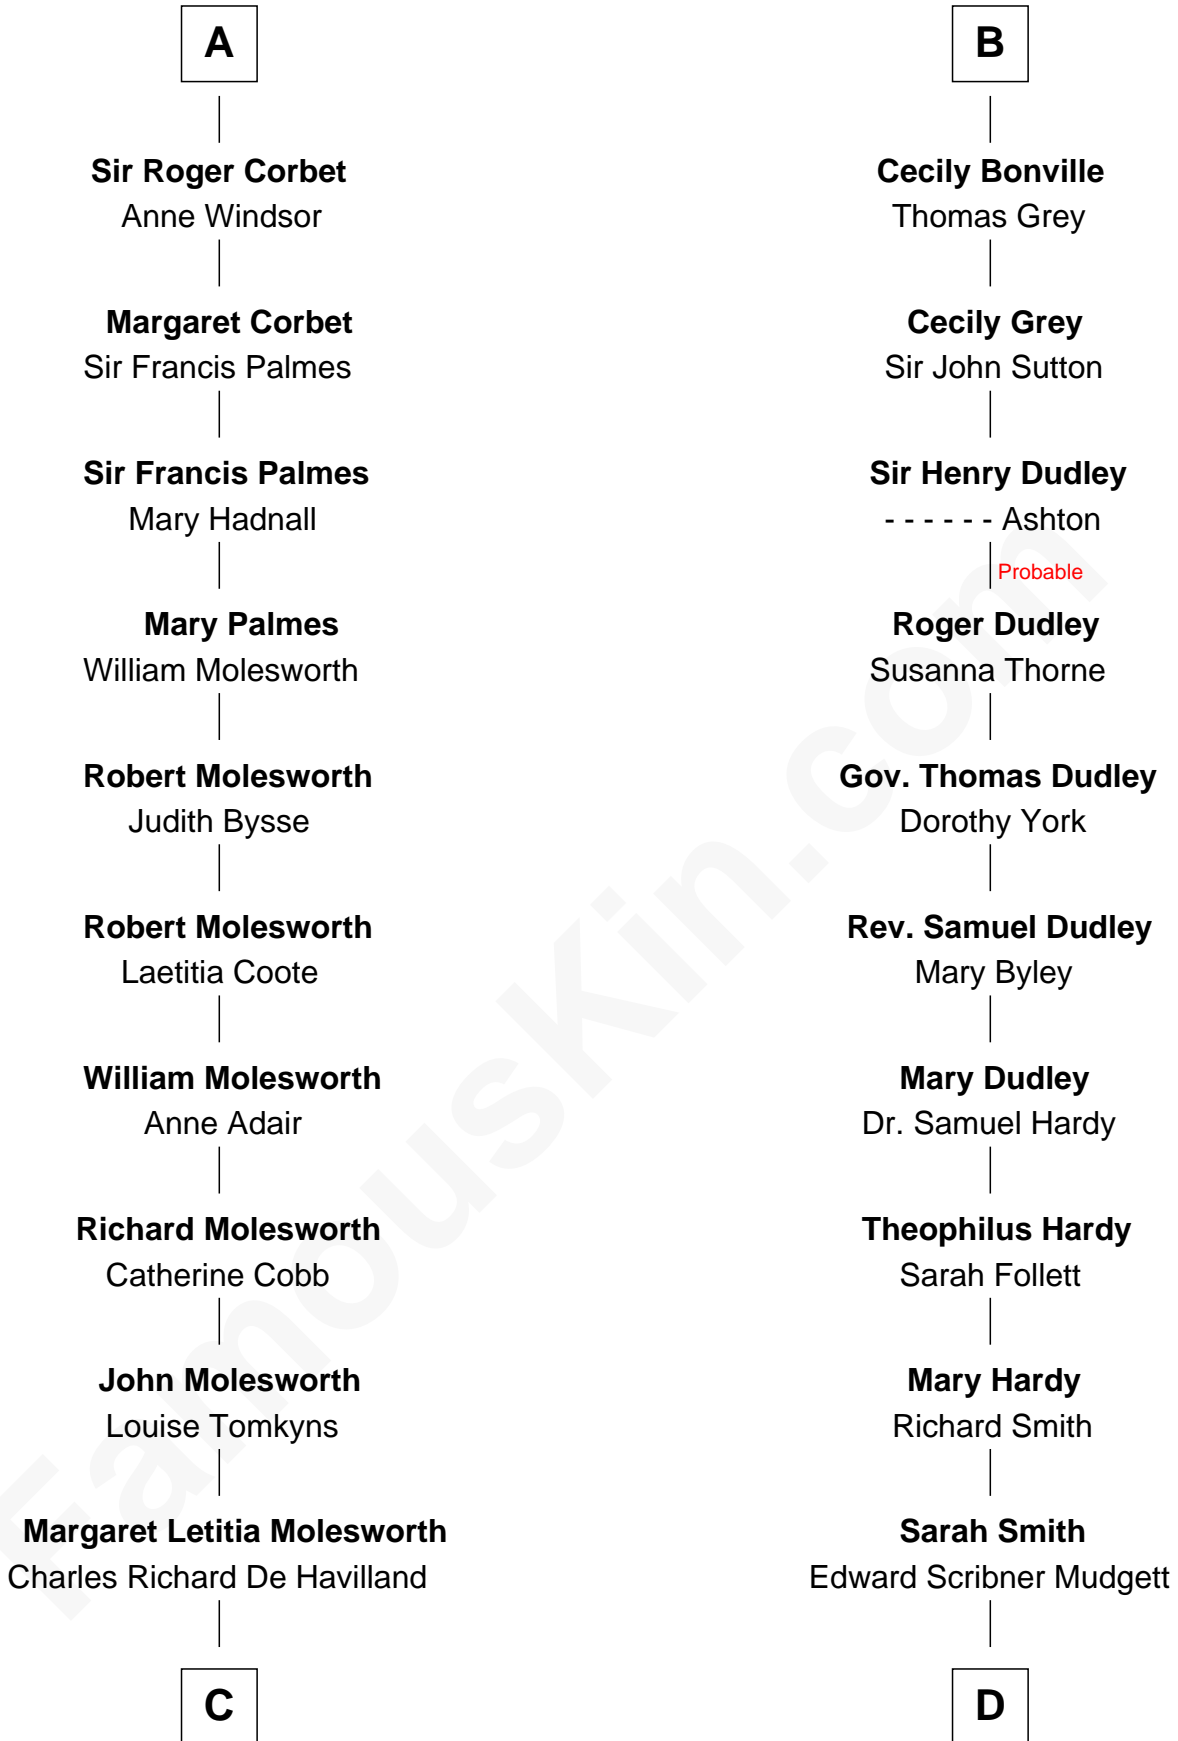 A
Sir Roger Corbet
Anne Windsor
Margaret Corbet
Sir Francis Palmes
Sir Francis Palmes
Mary Hadnall
Mary Palmes
William Molesworth
Robert Molesworth
Judith Bysse
Robert Molesworth
Laetitia Coote
William Molesworth
Anne Adair
Richard Molesworth
Catherine Cobb
John Molesworth
Louise Tomkyns
Margaret Letitia Molesworth
Charles Richard De Havilland
C
B
Cecily Bonville
Thomas Grey
Cecily Grey
Sir John Sutton
Sir Henry Dudley
- - - - - - Ashton
Probable
Roger Dudley
Susanna Thorne
Gov. Thomas Dudley
Dorothy York
Rev. Samuel Dudley
Mary Byley
Mary Dudley
Dr. Samuel Hardy
Theophilus Hardy
Sarah Follett
Mary Hardy
Richard Smith
Sarah Smith
Edward Scribner Mudgett
D
FamousKin.com